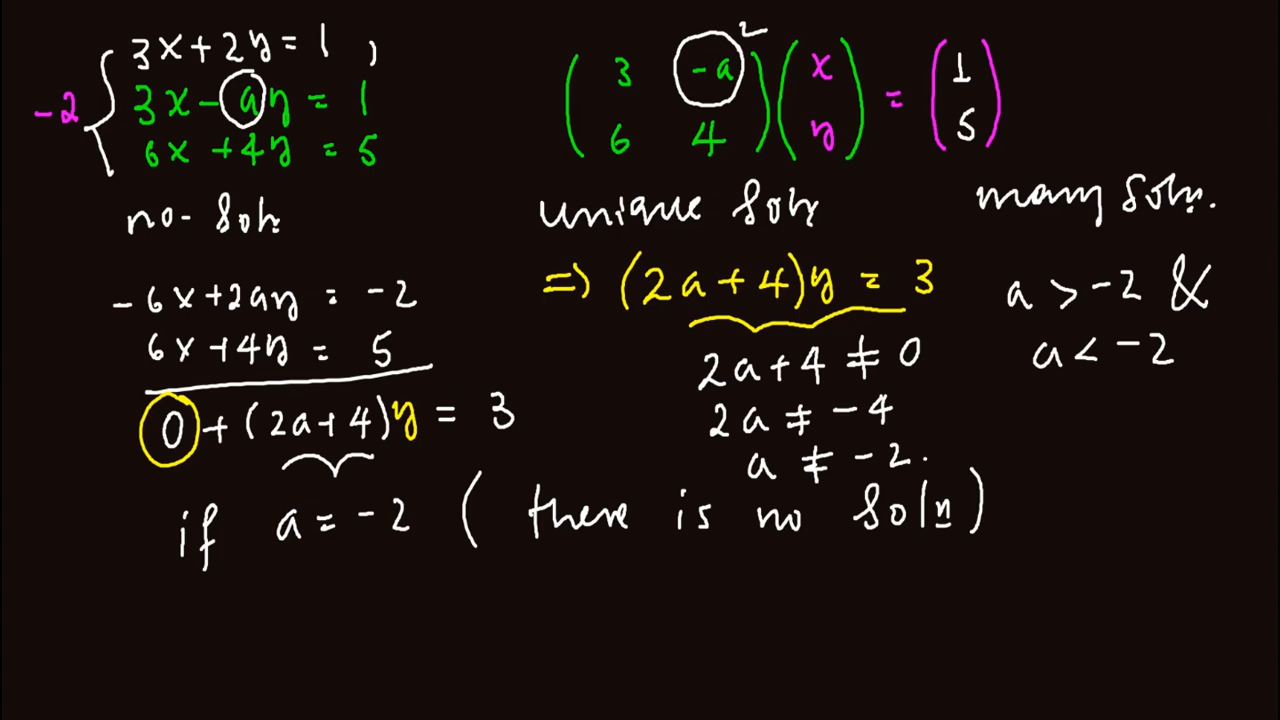 3x + 2y = 1 ,
-2 { 3x - ay = 1
6x + 4y = 5
( 3 -a 2 ) ( x ) = ( 1 )
( 6 4 ) ( y ) ( 5 )
no - Soln.
unique Soln
many Soln.
-6x + 2ay = -2
6x + 4y = 5
0 + (2a + 4)y = 3
if a = -2 ( there is no Soln )
=> (2a + 4)y = 3
2a + 4 ≠ 0
2a ≠ -4
a ≠ -2.
a > -2 &
a < -2